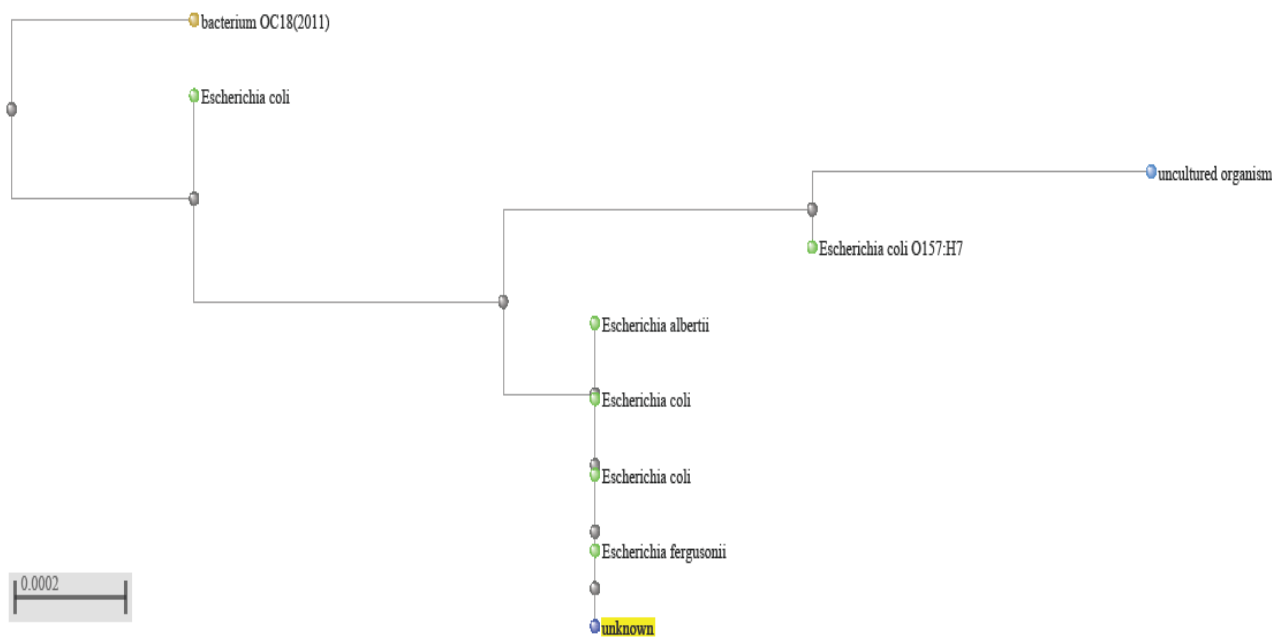 bacterium OC18(2011)
Escherichia coli
uncultured organism
Escherichia coli O157:H7
Escherichia albertii
Escherichia coli
Escherichia coli
Escherichia fergusonii
0.0002
unknown